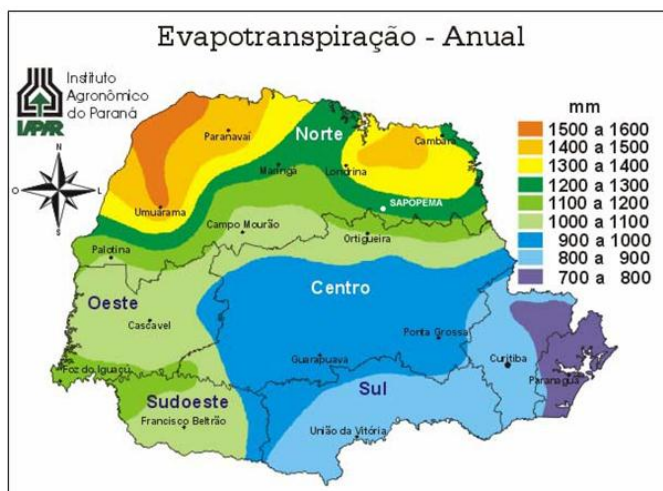 Evapotranspiração - Anual
Instituto
Agronômico
do Paraná
IAPAR
N
O
L
S
mm
1500 a 1600
1400 a 1500
1300 a 1400
1200 a 1300
1100 a 1200
1000 a 1100
900 a 1000
800 a 900
700 a 800
Paranavaí
Norte
Cambará
Maringá
Londrina
Umuarama
SAPOPEMA
Campo Mourão
Ortigueira
Palotina
Oeste
Centro
Cascavel
Ponta Grossa
Guarapuava
Curitiba
Foz do Iguaçú
Paranaguá
Sudoeste
Sul
Francisco Beltrão
União da Vitória